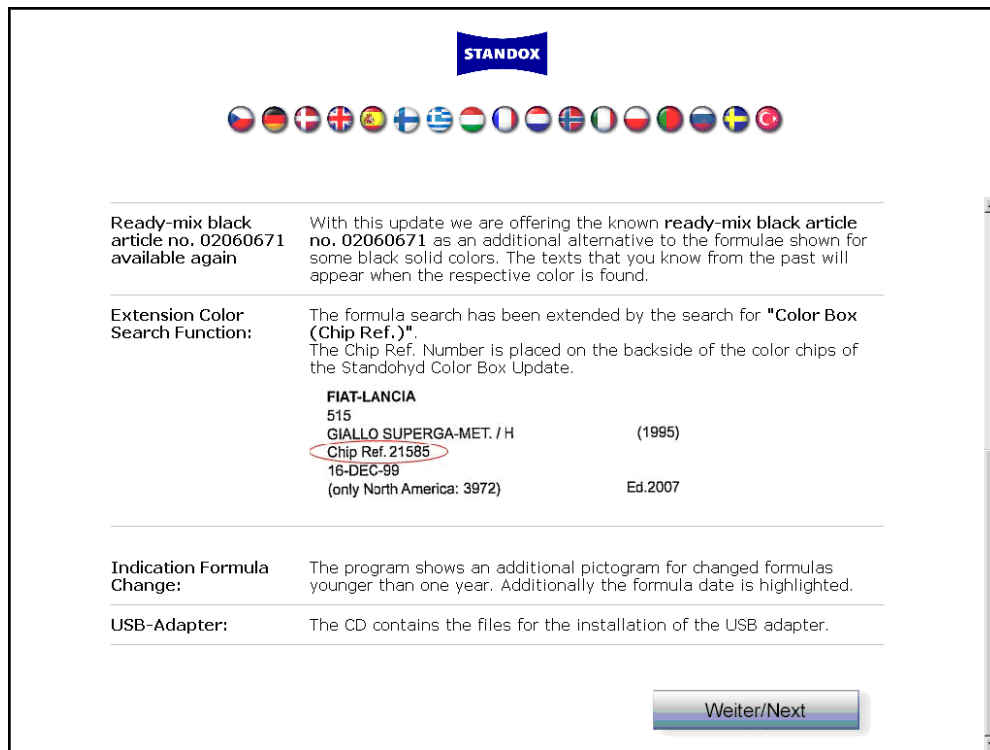 STANDOX
Ready-mix black
article no. 02060671
available again
With this update we are offering the known ready-mix black article
no. 02060671 as an additional alternative to the formulae shown for
some black solid colors. The texts that you know from the past will
appear when the respective color is found.
Extension Color
Search Function:
The formula search has been extended by the search for "Color Box
(Chip Ref.)".
The Chip Ref. Number is placed on the backside of the color chips of
the Standohyd Color Box Update.
FIAT-LANCIA
515
GIALLO SUPERGA-MET. / H (1995)
Chip Ref. 21585
16-DEC-99
(only North America: 3972) Ed.2007
Indication Formula
Change:
The program shows an additional pictogram for changed formulas
younger than one year. Additionally the formula date is highlighted.
USB-Adapter:
The CD contains the files for the installation of the USB adapter.
Weiter/Next